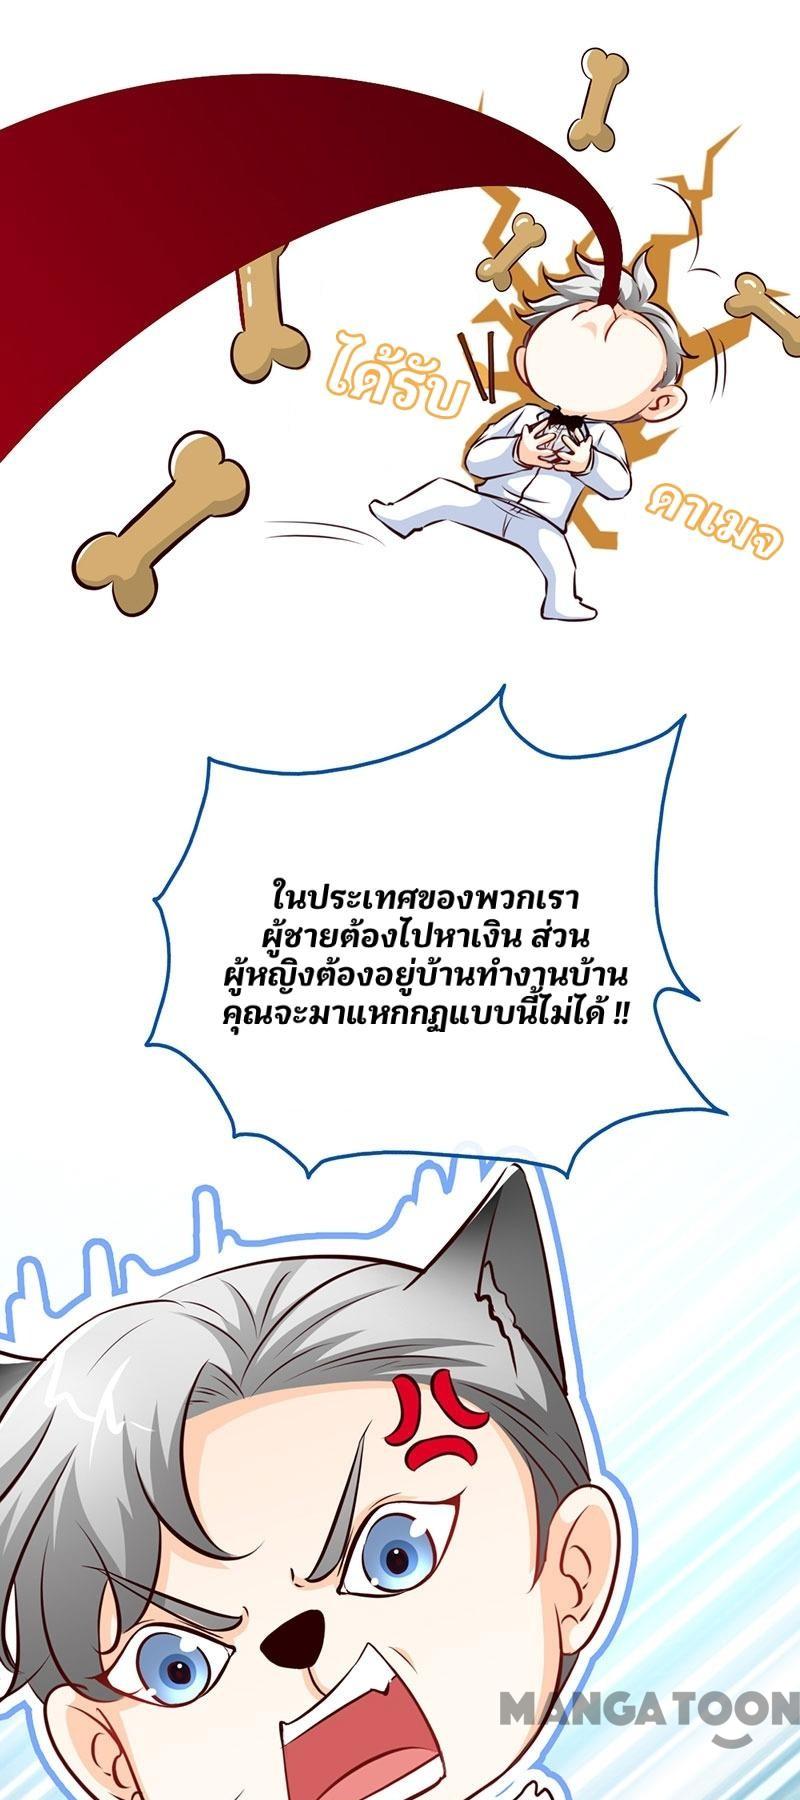 ได้รับ
ดาเมจ
ในประเทศของพวกเรา
ผู้ชายต้องไปหาเงิน ส่วน
ผู้หญิงต้องอยู่บ้านทำงานบ้าน
คุณจะมาแหกกฏแบบนี้ไม่ได้ !!
MANGATOON